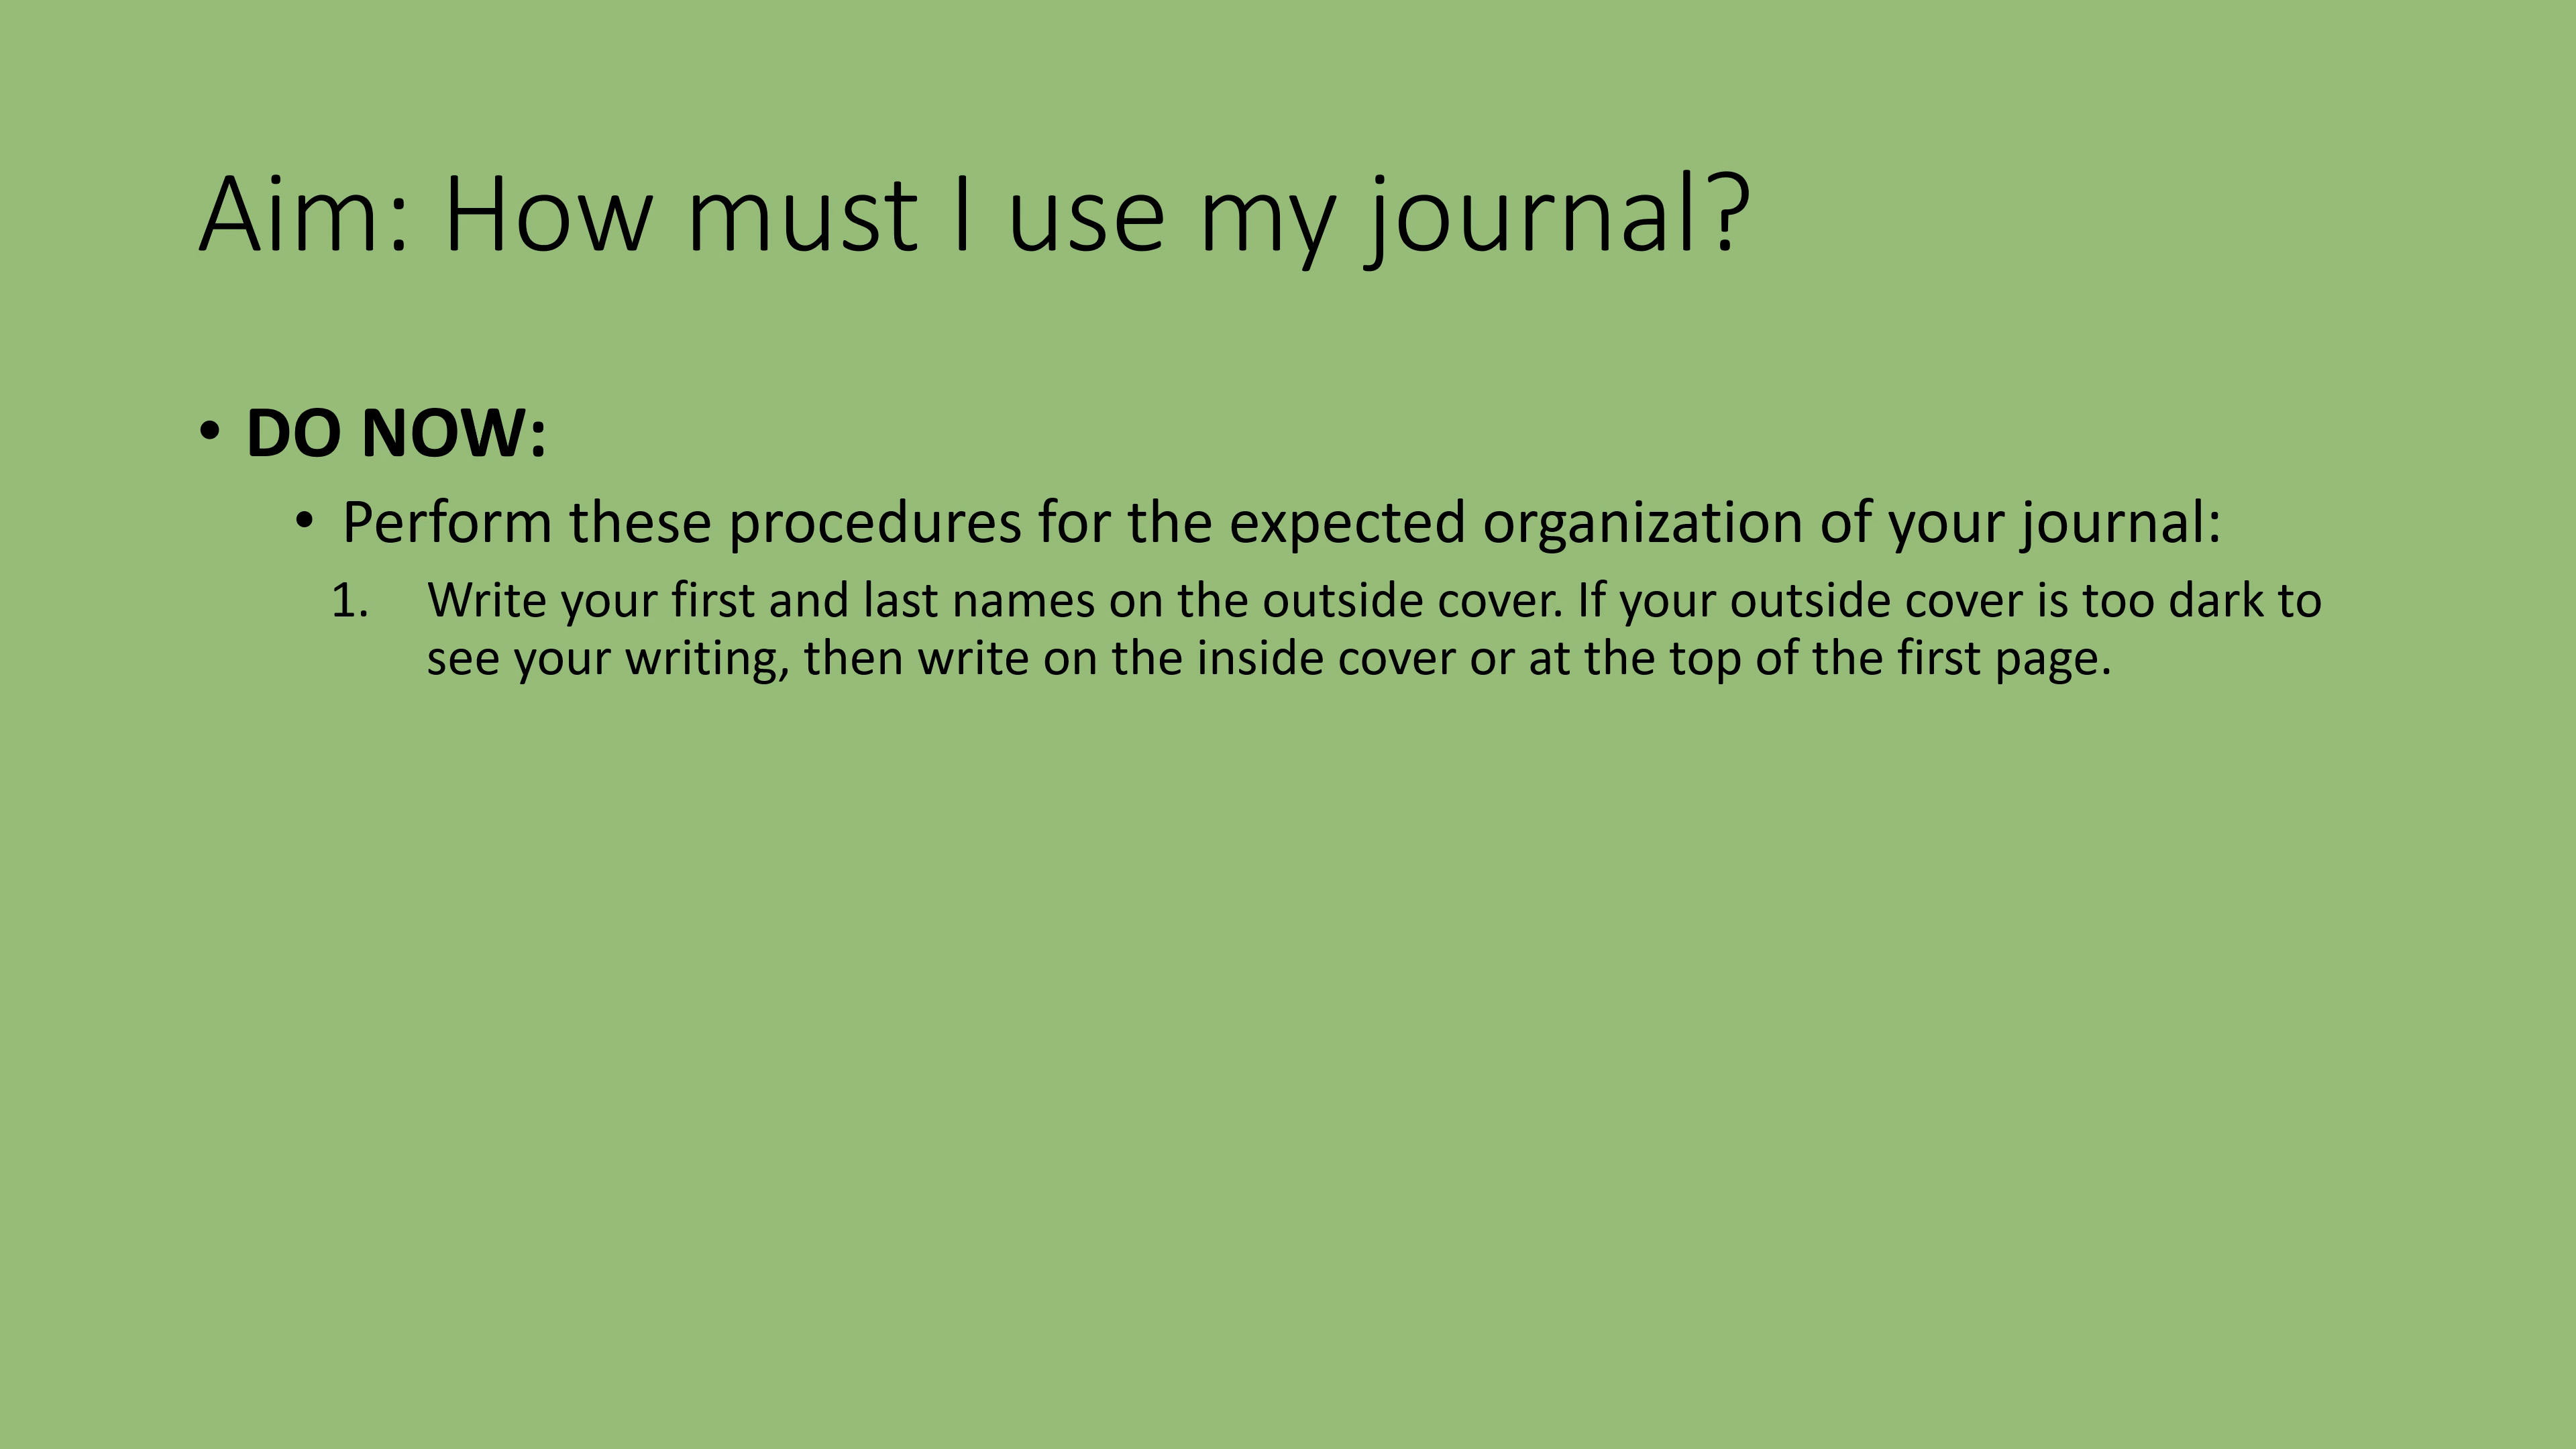 Aim: How must I use my journal?
• DO NOW:
• Perform these procedures for the expected organization of your journal:
1. Write your first and last names on the outside cover. If your outside cover is too dark to
see your writing, then write on the inside cover or at the top of the first page.